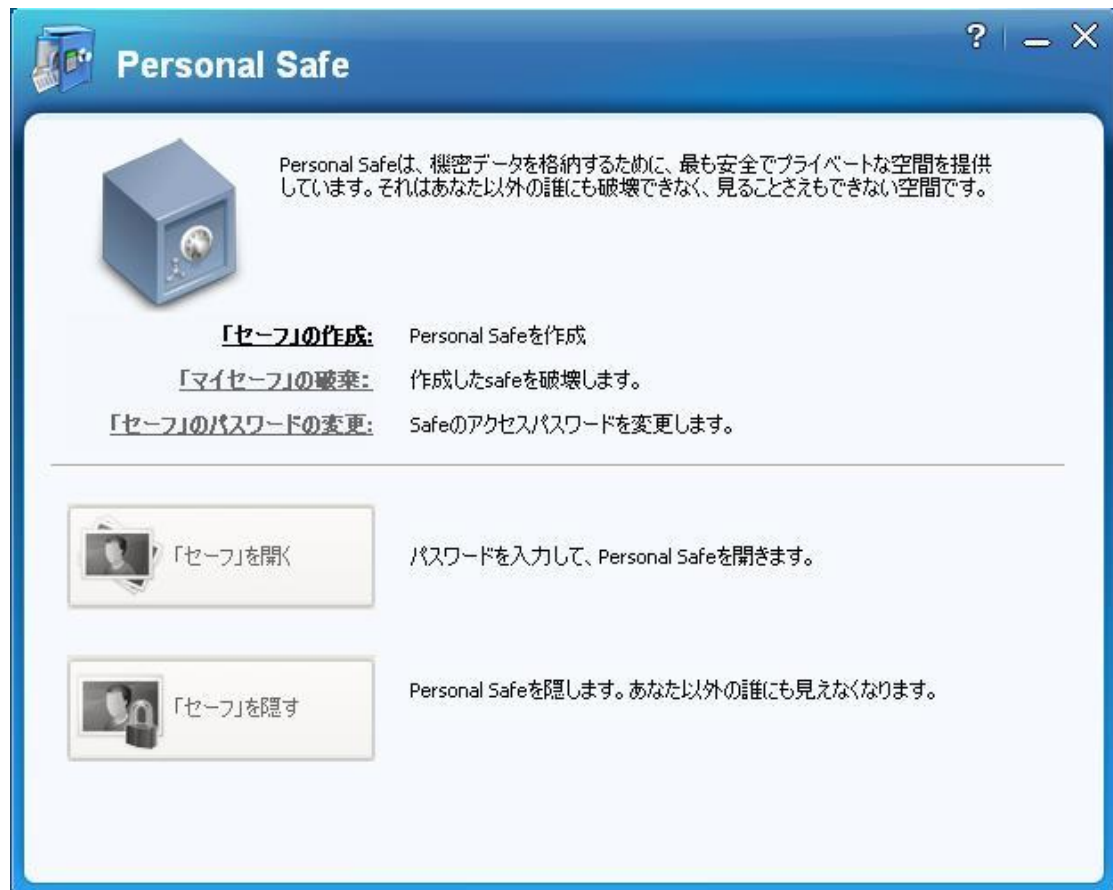 Personal Safe
?
Personal Safeは、機密データを格納するために、最も安全でプライベートな空間を提供
しています。それはあなた以外の誰にも破壊できなく、見ることさえもできない空間です。
「セーフ」の作成: Personal Safeを作成
「マイセーフ」の破棄: 作成したsafeを破壊します。
「セーフ」のパスワードの変更: Safeのアクセスパスワードを変更します。
「セーフ」を開く パスワードを入力して、Personal Safeを開きます。
「セーフ」を隠す Personal Safeを隠します。あなた以外の誰にも見えなくなります。